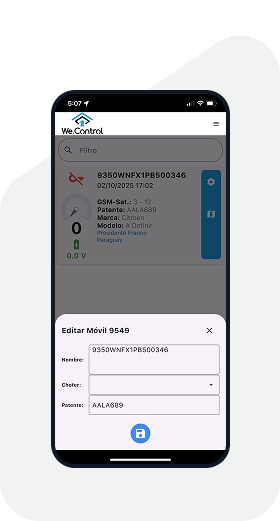 5:07
We.Control
Filtro
9350WNFX1PB500346
02/10/2025 17-02
GSM-Sat.: 3 - 12
Patente: AALA689
Marca: Citroen
Modelo: A Definir
Presidente Franco
Paraguay
0
0.0 V
Editar Móvil 9549
Nombre: 9350WNFX1PB500346
Chofer:
Patente: AALA689